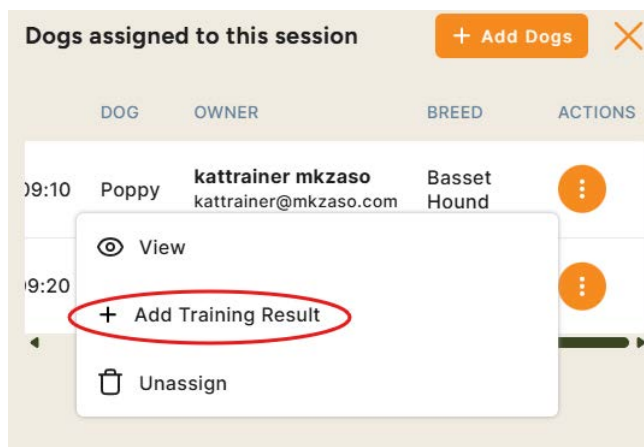 Dogs assigned to this session
+ Add Dogs
DOG OWNER BREED ACTIONS
09:10 Poppy kattrainer mkzaso Basset
kattrainer@mkzaso.com Hound
View
09:20
+ Add Training Result
Unassign